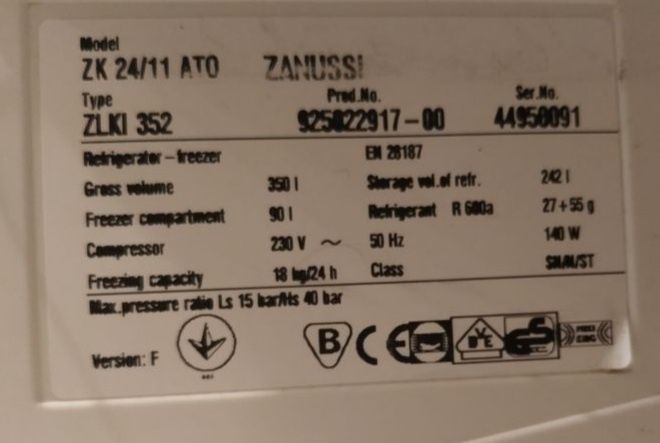 Model
ZK 24/11 ATO ZANUSSI
Type Prod.No. Ser.No.
ZLKI 352 925022917-00 44950091
Refrigerator-freezer EN 28187
Gross volume 350 l Storage vol.of refr. 242 l
Freezer compartment 90 l Refrigerant R 600a 27+55 g
Compressor 230 V ~ 50 Hz 140 W
Freezing capacity 18 kg/24 h Class SN/N/ST
Max.pressure ratio Ls 15 bar/Hs 40 bar
Version: F B CE VDE GS